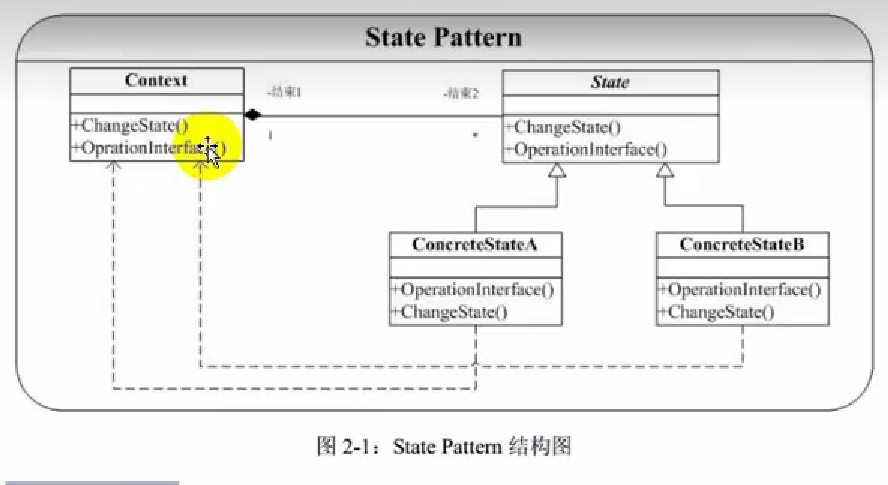 State Pattern
Context
+ChangeState()
+OprationInterface()
-结束1
-结束2
1
*
State
+ChangeState()
+OperationInterface()
ConcreteStateA
+OperationInterface()
+ChangeState()
ConcreteStateB
+OperationInterface()
+ChangeState()
图 2-1：State Pattern 结构图